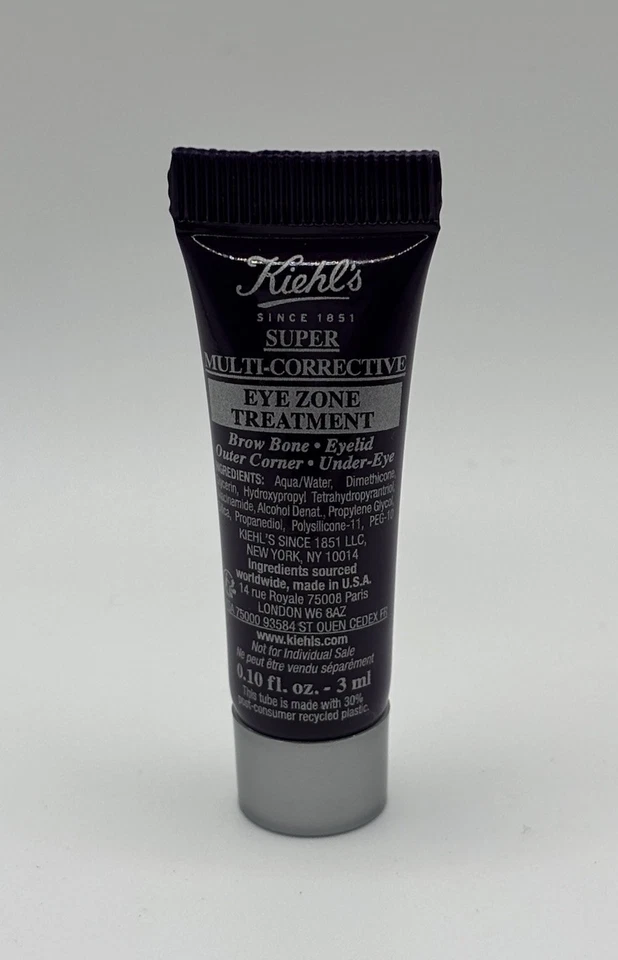 Kiehl's
SINCE 1851
SUPER
MULTI-CORRECTIVE
EYE ZONE
TREATMENT
Brow Bone • Eyelid
Outer Corner • Under-Eye
Aqua/Water, Dimethicone,
Hydroxypropyl Tetrahydropyrantriol,
Alcohol Denat., Propylene Glycol,
Propanediol, Polysilicone-11, PEG-10
KIEHL'S SINCE 1851 LLC,
NEW YORK, NY 10014
Ingredients sourced
worldwide, made in U.S.A.
14 rue Royale 75008 Paris
LONDON W6 8AZ
75000 93584 ST OUEN CEDEX FR
www.kiehls.com
Not for Individual Sale
Ne peut être vendu séparément
0.10 fl. oz. - 3 ml
This tube is made with 30%
post-consumer recycled plastic.